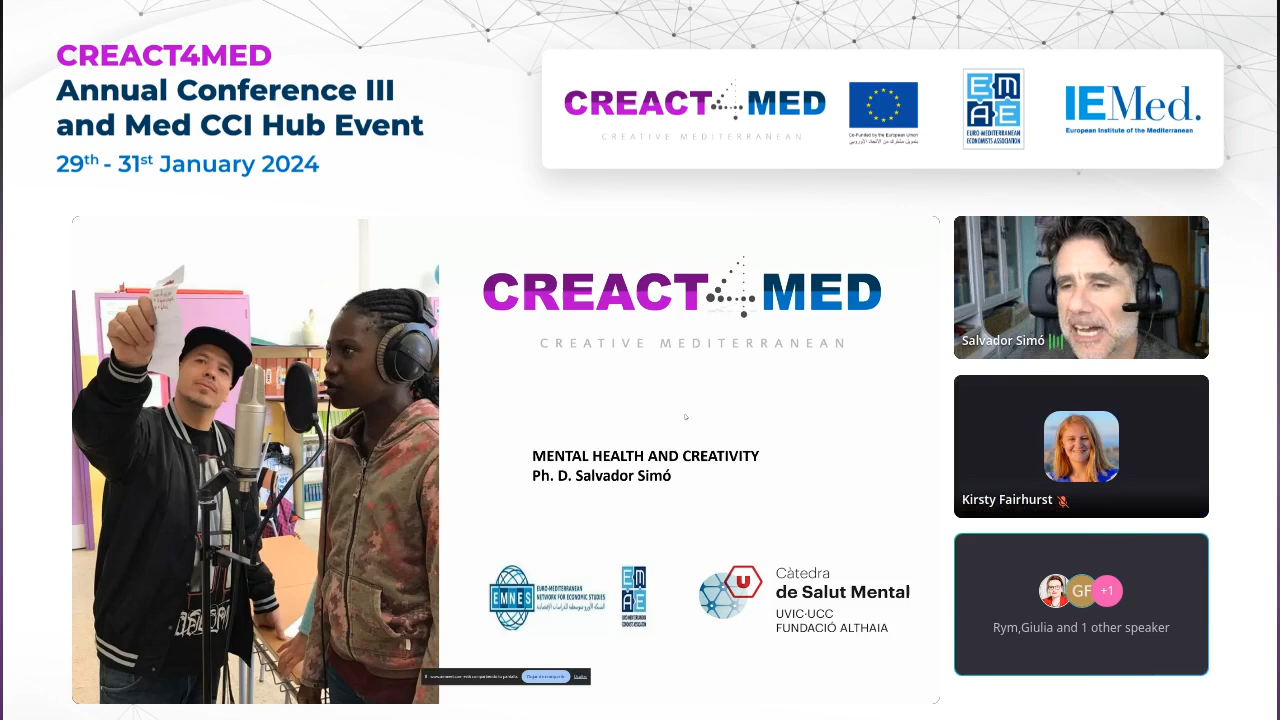 CREACT4MED
Annual Conference III
and Med CCI Hub Event
29th - 31st January 2024
CREACT4MED
CREATIVE MEDITERRANEAN
Co-Funded by the European Union
EMEA
EURO-MEDITERRANEAN
ECONOMISTS ASSOCIATION
IEMed.
European Institute of the Mediterranean
CREACT4MED
CREATIVE MEDITERRANEAN
MENTAL HEALTH AND CREATIVITY
Ph. D. Salvador Simó
EMNES
EURO-MEDITERRANEAN
NETWORK FOR ECONOMIC STUDIES
EMEA
U
Càtedra
de Salut Mental
UVIC-UCC
FUNDACIÓ ALTHAIA
Salvador Simó
Kirsty Fairhurst
GF +1
Rym,Giulia and 1 other speaker